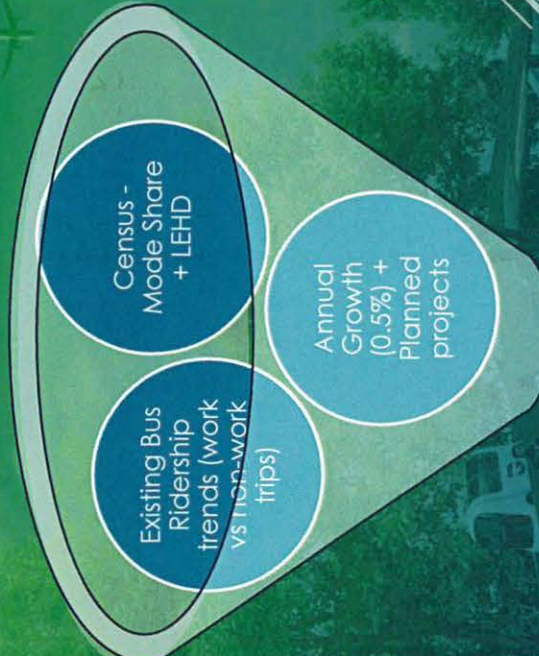 Existing Bus
Ridership
trends (work
vs non-work
trips)
Census -
Mode Share
+ LEHD
Annual
Growth
(0.5%) +
Planned
projects